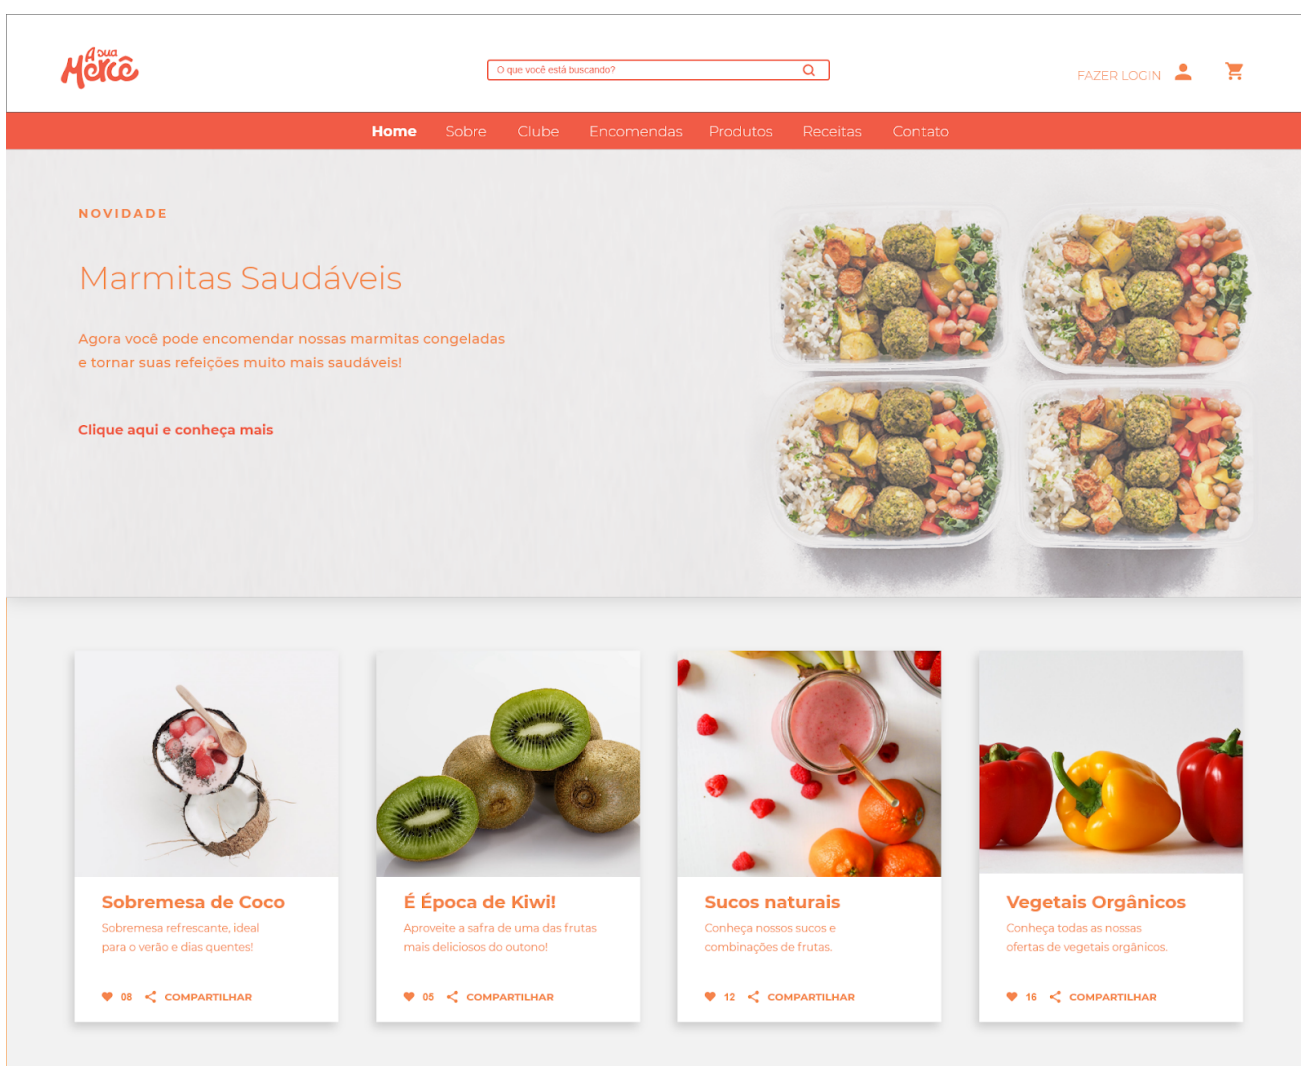 A sua
Mercê
O que você está buscando?
FAZER LOGIN
Home Sobre Clube Encomendas Produtos Receitas Contato
NOVIDADE
Marmitas Saudáveis
Agora você pode encomendar nossas marmitas congeladas
e tornar suas refeições muito mais saudáveis!
Clique aqui e conheça mais
Sobremesa de Coco
Sobremesa refrescante, ideal
para o verão e dias quentes!
08 COMPARTILHAR
É Época de Kiwi!
Aproveite a safra de uma das frutas
mais deliciosos do outono!
05 COMPARTILHAR
Sucos naturais
Conheça nossos sucos e
combinações de frutas.
12 COMPARTILHAR
Vegetais Orgânicos
Conheça todas as nossas
ofertas de vegetais orgânicos.
16 COMPARTILHAR